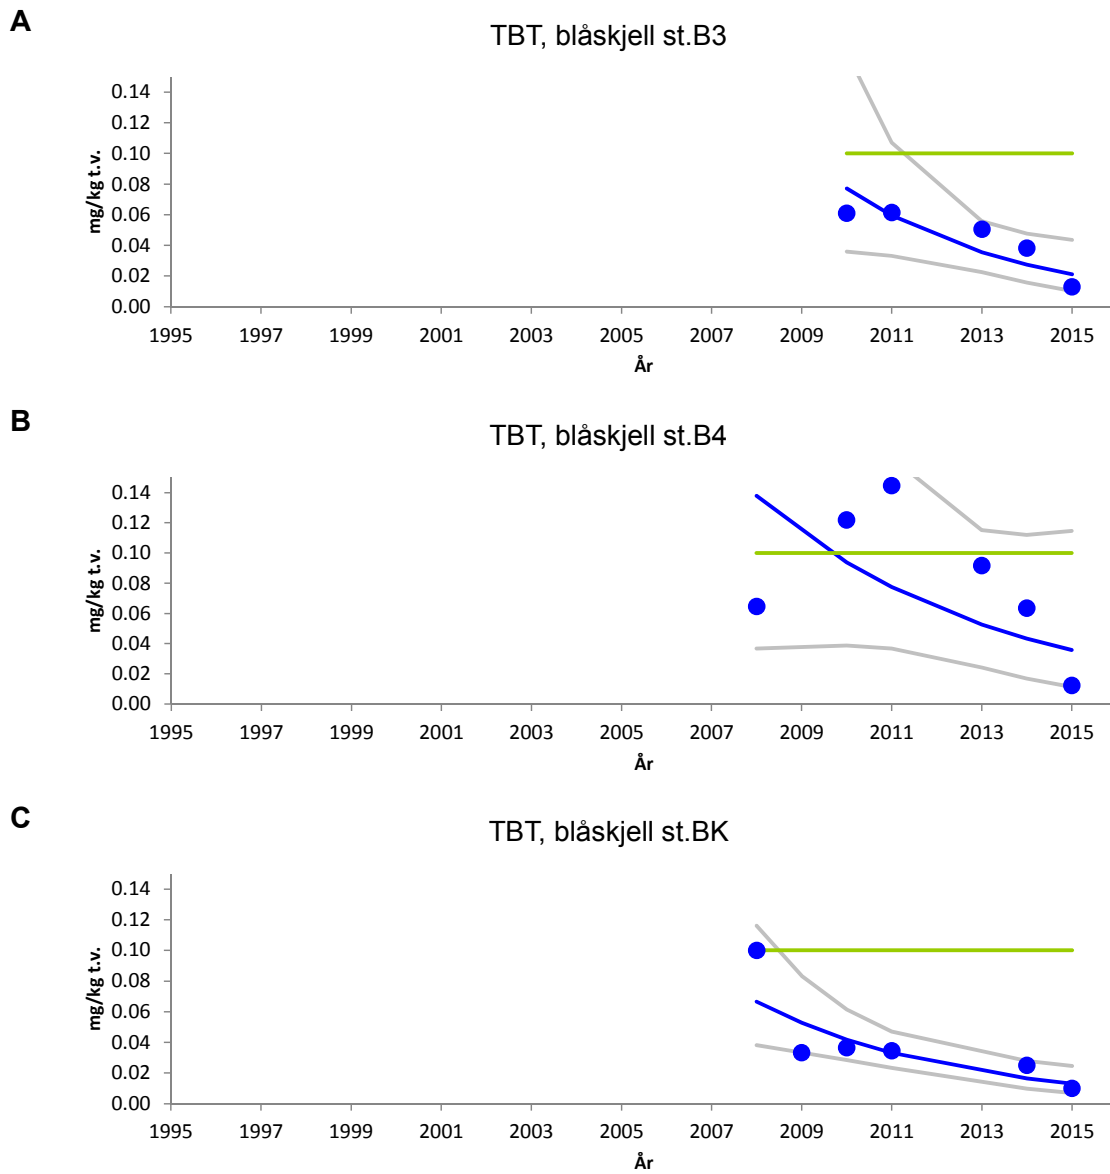 A
TBT, blåskjell st.B3
mg/kg t.v.
0.14
0.12
0.10
0.08
0.06
0.04
0.02
0.00
1995 1997 1999 2001 2003 2005 2007 2009 2011 2013 2015
År
B
TBT, blåskjell st.B4
mg/kg t.v.
0.14
0.12
0.10
0.08
0.06
0.04
0.02
0.00
1995 1997 1999 2001 2003 2005 2007 2009 2011 2013 2015
År
C
TBT, blåskjell st.BK
mg/kg t.v.
0.14
0.12
0.10
0.08
0.06
0.04
0.02
0.00
1995 1997 1999 2001 2003 2005 2007 2009 2011 2013 2015
År